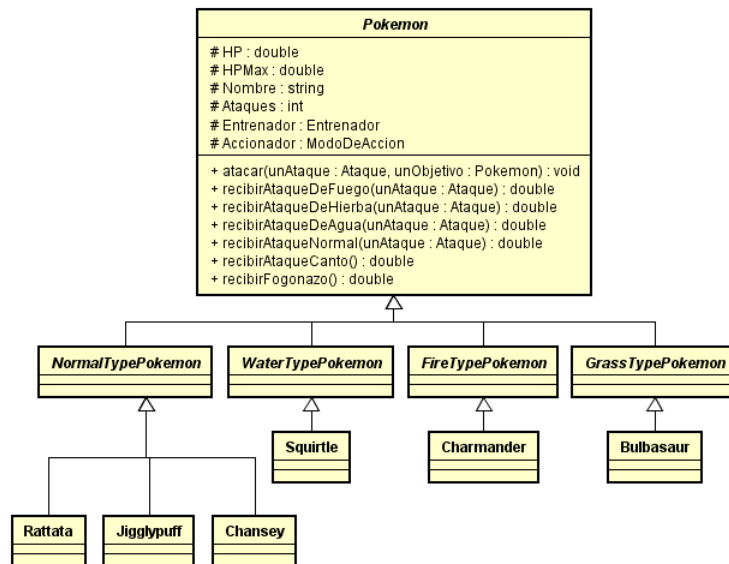 Pokemon
# HP : double
# HPMax : double
# Nombre : string
# Ataques : int
# Entrenador : Entrenador
# Accionador : ModoDeAccion
+ atacar(unAtaque : Ataque, unObjetivo : Pokemon) : void
+ recibirAtaqueDeFuego(unAtaque : Ataque) : double
+ recibirAtaqueDeHierba(unAtaque : Ataque) : double
+ recibirAtaqueDeAgua(unAtaque : Ataque) : double
+ recibirAtaqueNormal(unAtaque : Ataque) : double
+ recibirAtaqueCanto() : double
+ recibirFogonazo() : double
NormalTypePokemon
WaterTypePokemon
FireTypePokemon
GrassTypePokemon
Squirtle
Charmander
Bulbasaur
Rattata
Jigglypuff
Chansey